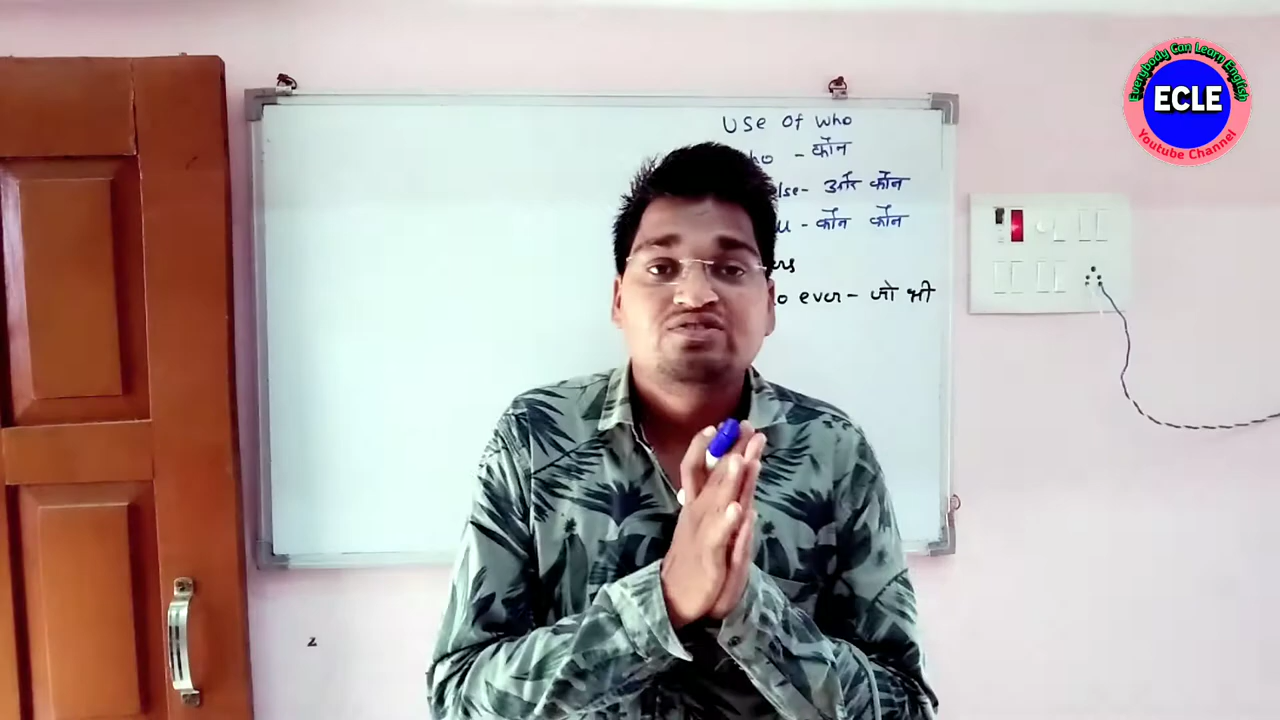 Use of who
- कौन
- और कौन
- कौन कौन
ever - जो भी
Everybody Can Learn English
ECLE
Youtube Channel